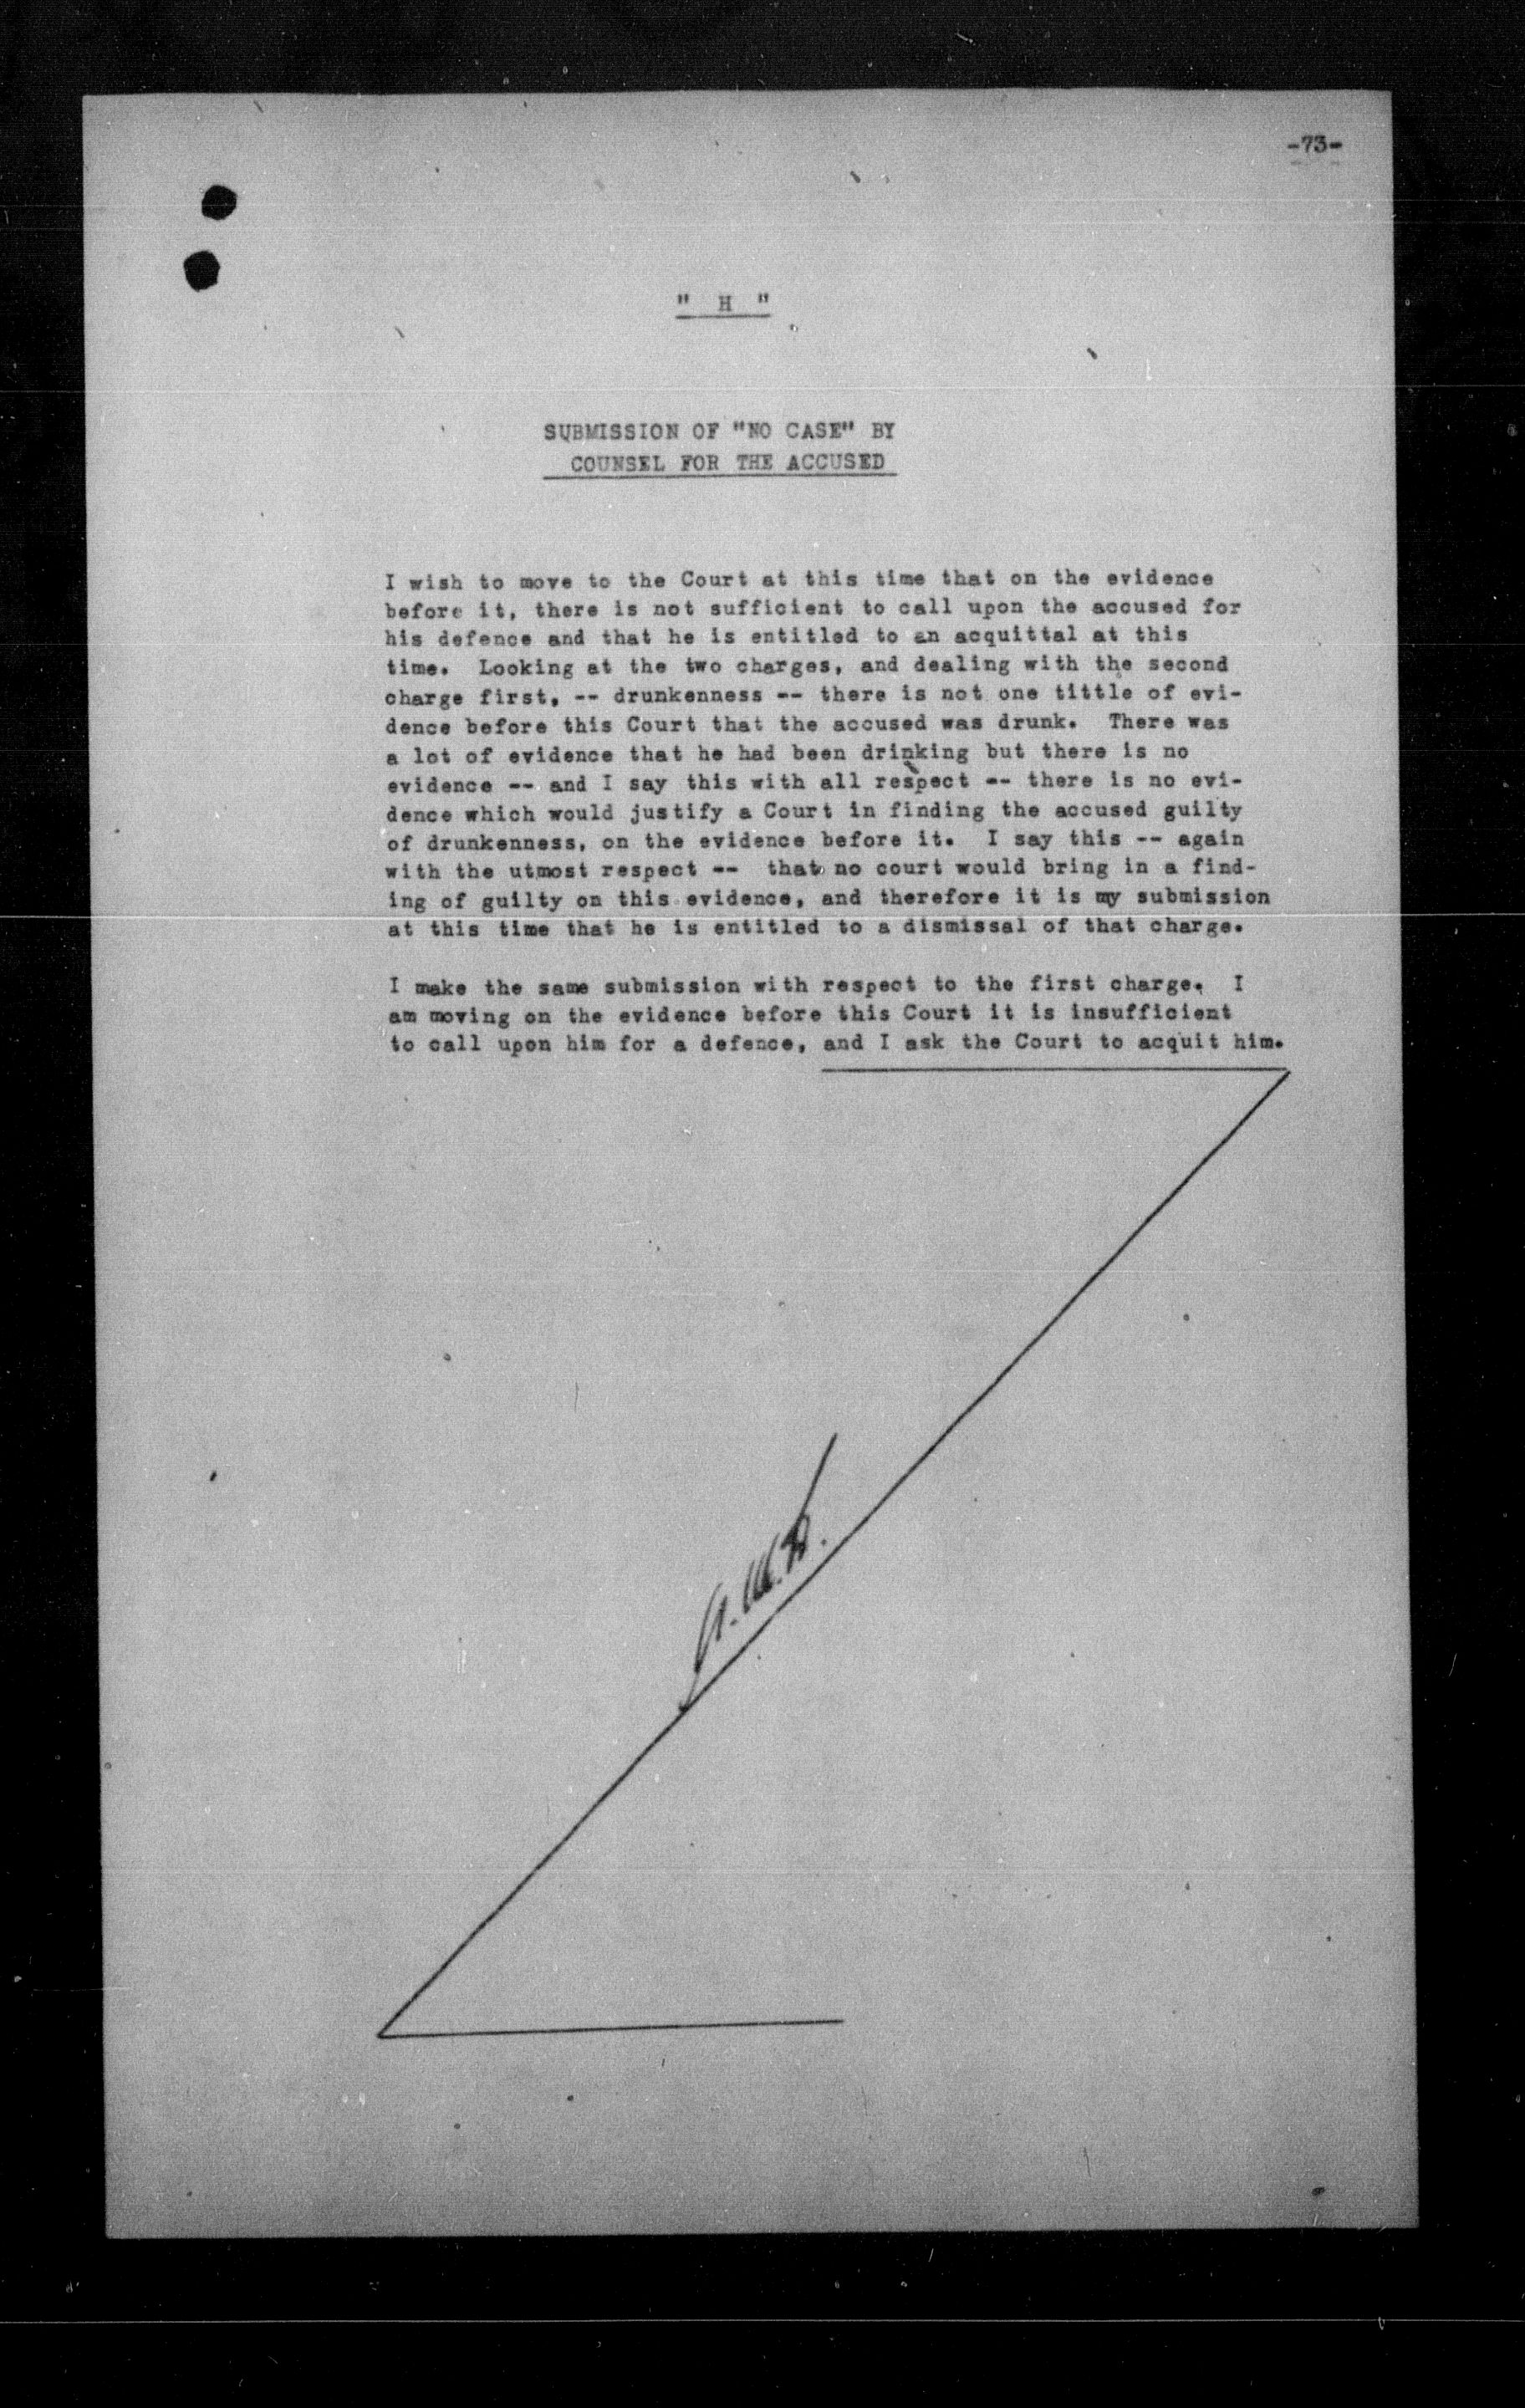 -73-
" H "
SUBMISSION OF "NO CASE" BY
COUNSEL FOR THE ACCUSED
I wish to move to the Court at this time that on the evidence
before it, there is not sufficient to call upon the accused for
his defence and that he is entitled to an acquittal at this
time. Looking at the two charges, and dealing with the second
charge first, -- drunkenness -- there is not one tittle of evi-
dence before this Court that the accused was drunk. There was
a lot of evidence that he had been drinking but there is no
evidence -- and I say this with all respect -- there is no evi-
dence which would justify a Court in finding the accused guilty
of drunkenness, on the evidence before it. I say this -- again
with the utmost respect -- that no court would bring in a find-
ing of guilty on this evidence, and therefore it is my submission
at this time that he is entitled to a dismissal of that charge.
I make the same submission with respect to the first charge. I
am moving on the evidence before this Court it is insufficient
to call upon him for a defence, and I ask the Court to acquit him.